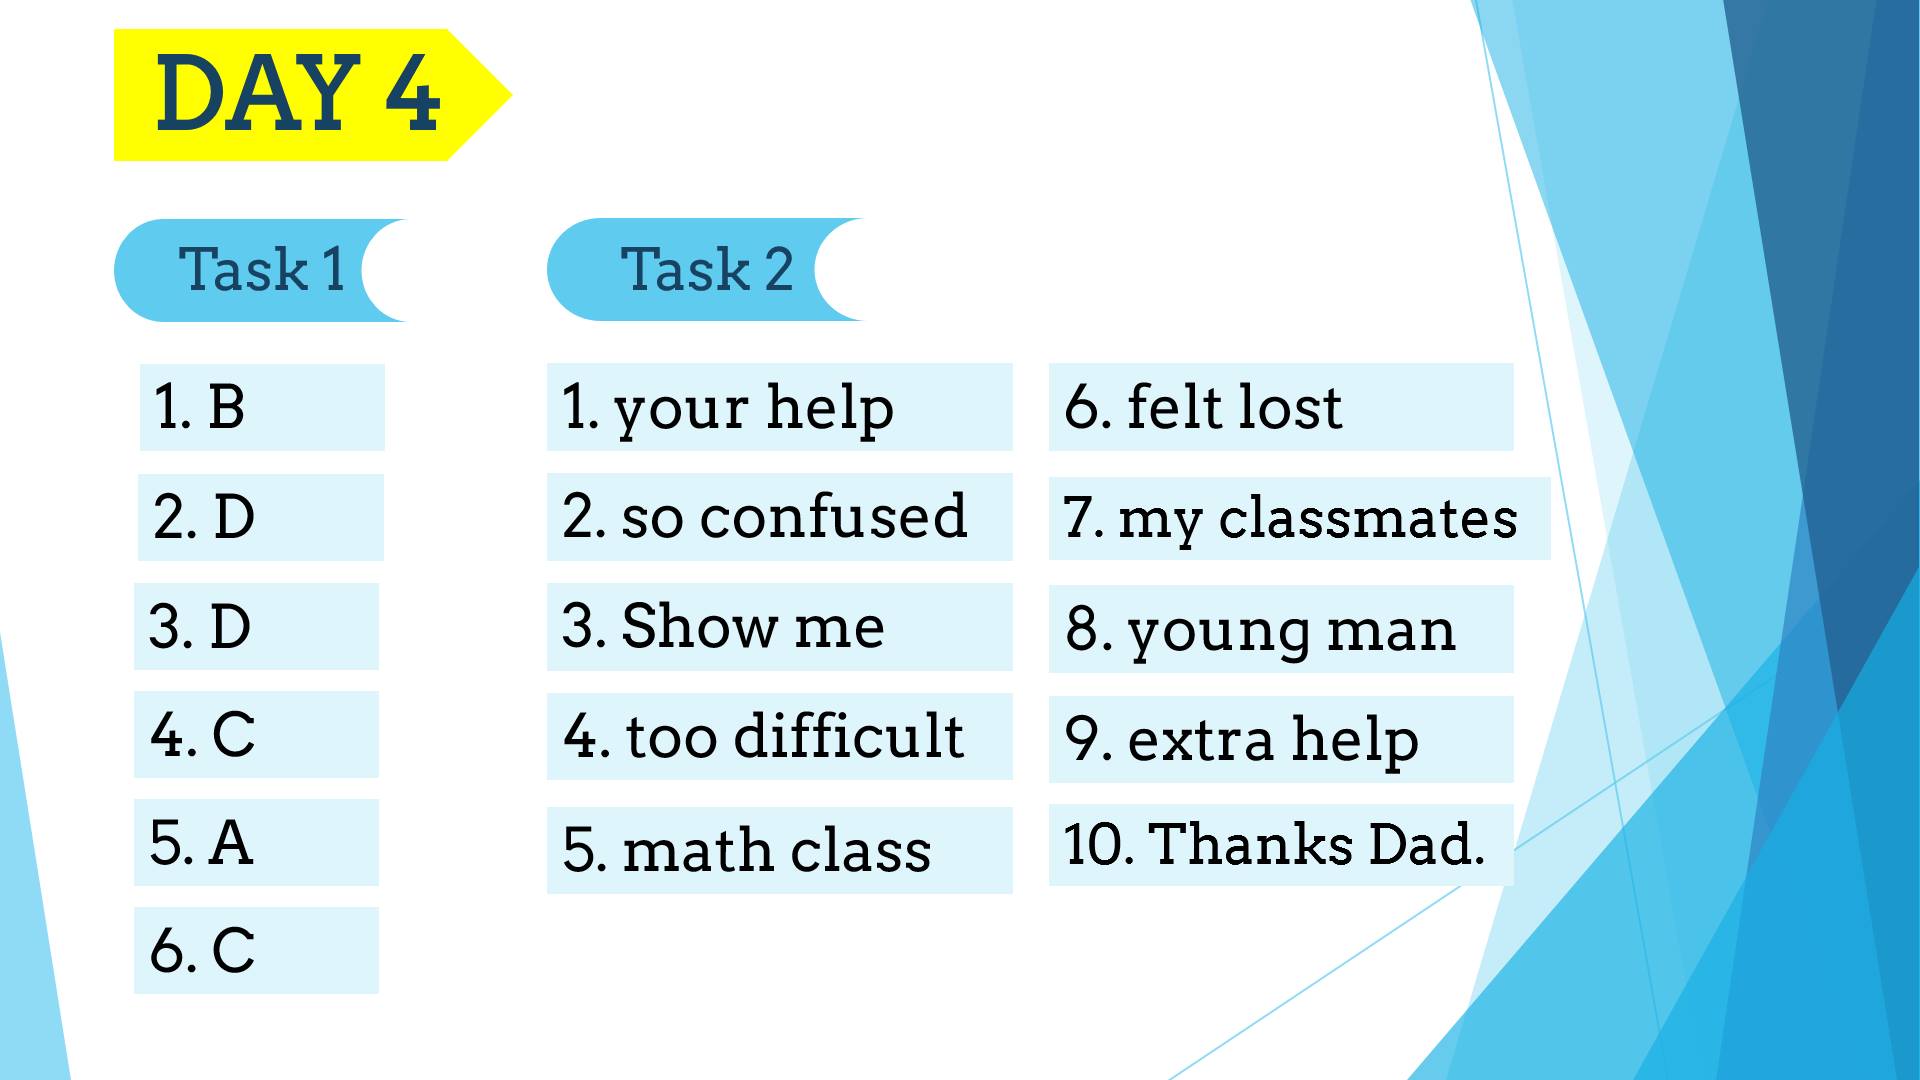 DAY 4
Task 1
1. B
2. D
3. D
4. C
5. A
6. C
Task 2
1. your help
2. so confused
3. Show me
4. too difficult
5. math class
6. felt lost
7. my classmates
8. young man
9. extra help
10. Thanks Dad.